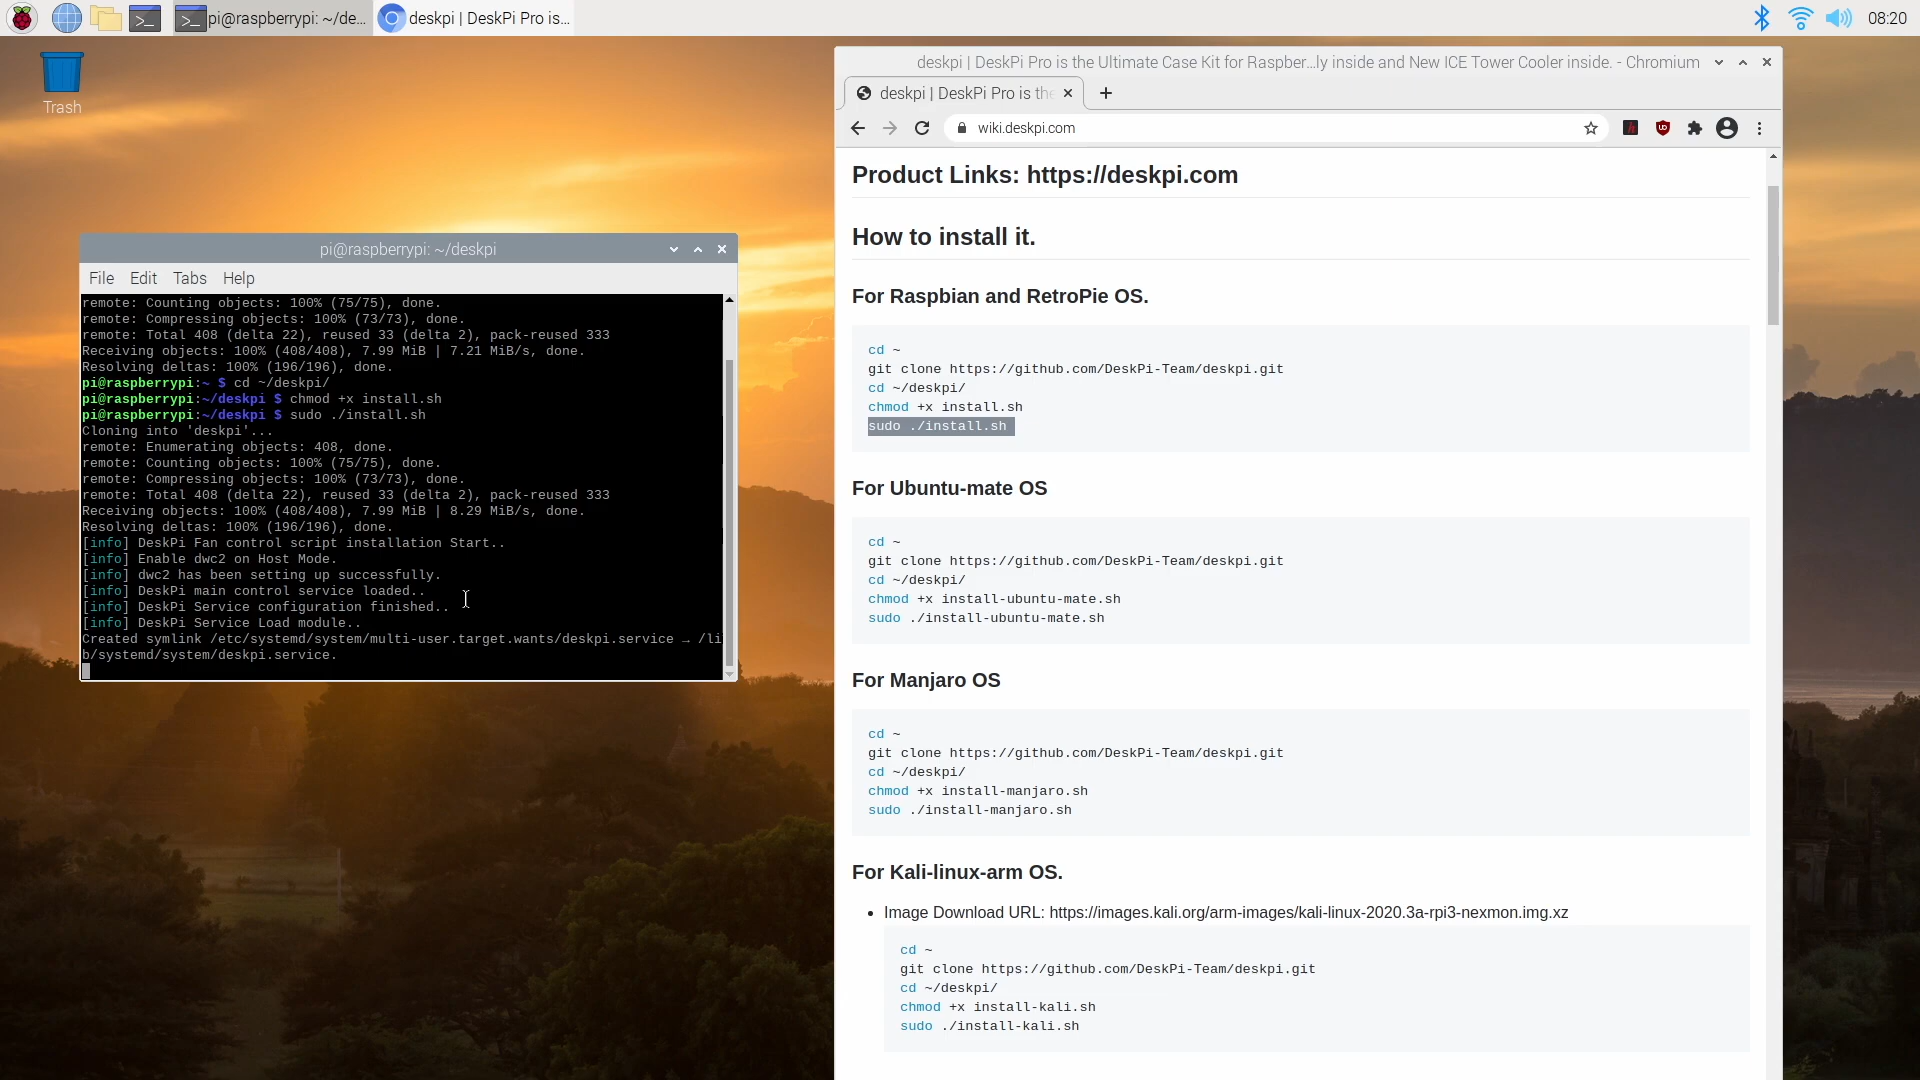 pi@raspberrypi: ~/de...
deskpi | DeskPi Pro is...
08:20
Trash
pi@raspberrypi: ~/deskpi
File Edit Tabs Help
remote: Counting objects: 100% (75/75), done.
remote: Compressing objects: 100% (73/73), done.
remote: Total 408 (delta 22), reused 33 (delta 2), pack-reused 333
Receiving objects: 100% (408/408), 7.99 MiB | 7.21 MiB/s, done.
Resolving deltas: 100% (196/196), done.
pi@raspberrypi:~ $ cd ~/deskpi/
pi@raspberrypi:~/deskpi $ chmod +x install.sh
pi@raspberrypi:~/deskpi $ sudo ./install.sh
Cloning into 'deskpi'...
remote: Enumerating objects: 408, done.
remote: Counting objects: 100% (75/75), done.
remote: Compressing objects: 100% (73/73), done.
remote: Total 408 (delta 22), reused 33 (delta 2), pack-reused 333
Receiving objects: 100% (408/408), 7.99 MiB | 8.29 MiB/s, done.
Resolving deltas: 100% (196/196), done.
[info] DeskPi Fan control script installation Start..
[info] Enable dwc2 on Host Mode.
[info] dwc2 has been setting up successfully.
[info] DeskPi main control service loaded..
[info] DeskPi Service configuration finished..
[info] DeskPi Service Load module..
Created symlink /etc/systemd/system/multi-user.target.wants/deskpi.service → /li
b/systemd/system/deskpi.service.
deskpi | DeskPi Pro is the Ultimate Case Kit for Raspber...ly inside and New ICE Tower Cooler inside. - Chromium
deskpi | DeskPi Pro is the
wiki.deskpi.com
Product Links: https://deskpi.com
How to install it.
For Raspbian and RetroPie OS.
cd ~
git clone https://github.com/DeskPi-Team/deskpi.git
cd ~/deskpi/
chmod +x install.sh
sudo ./install.sh
For Ubuntu-mate OS
cd ~
git clone https://github.com/DeskPi-Team/deskpi.git
cd ~/deskpi/
chmod +x install-ubuntu-mate.sh
sudo ./install-ubuntu-mate.sh
For Manjaro OS
cd ~
git clone https://github.com/DeskPi-Team/deskpi.git
cd ~/deskpi/
chmod +x install-manjaro.sh
sudo ./install-manjaro.sh
For Kali-linux-arm OS.
• Image Download URL: https://images.kali.org/arm-images/kali-linux-2020.3a-rpi3-nexmon.img.xz
cd ~
git clone https://github.com/DeskPi-Team/deskpi.git
cd ~/deskpi/
chmod +x install-kali.sh
sudo ./install-kali.sh